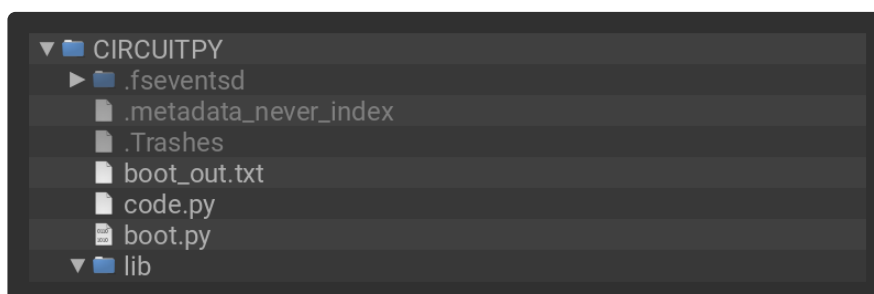 CIRCUITPY
.fseventsd
.metadata_never_index
.Trashes
boot_out.txt
code.py
boot.py
lib